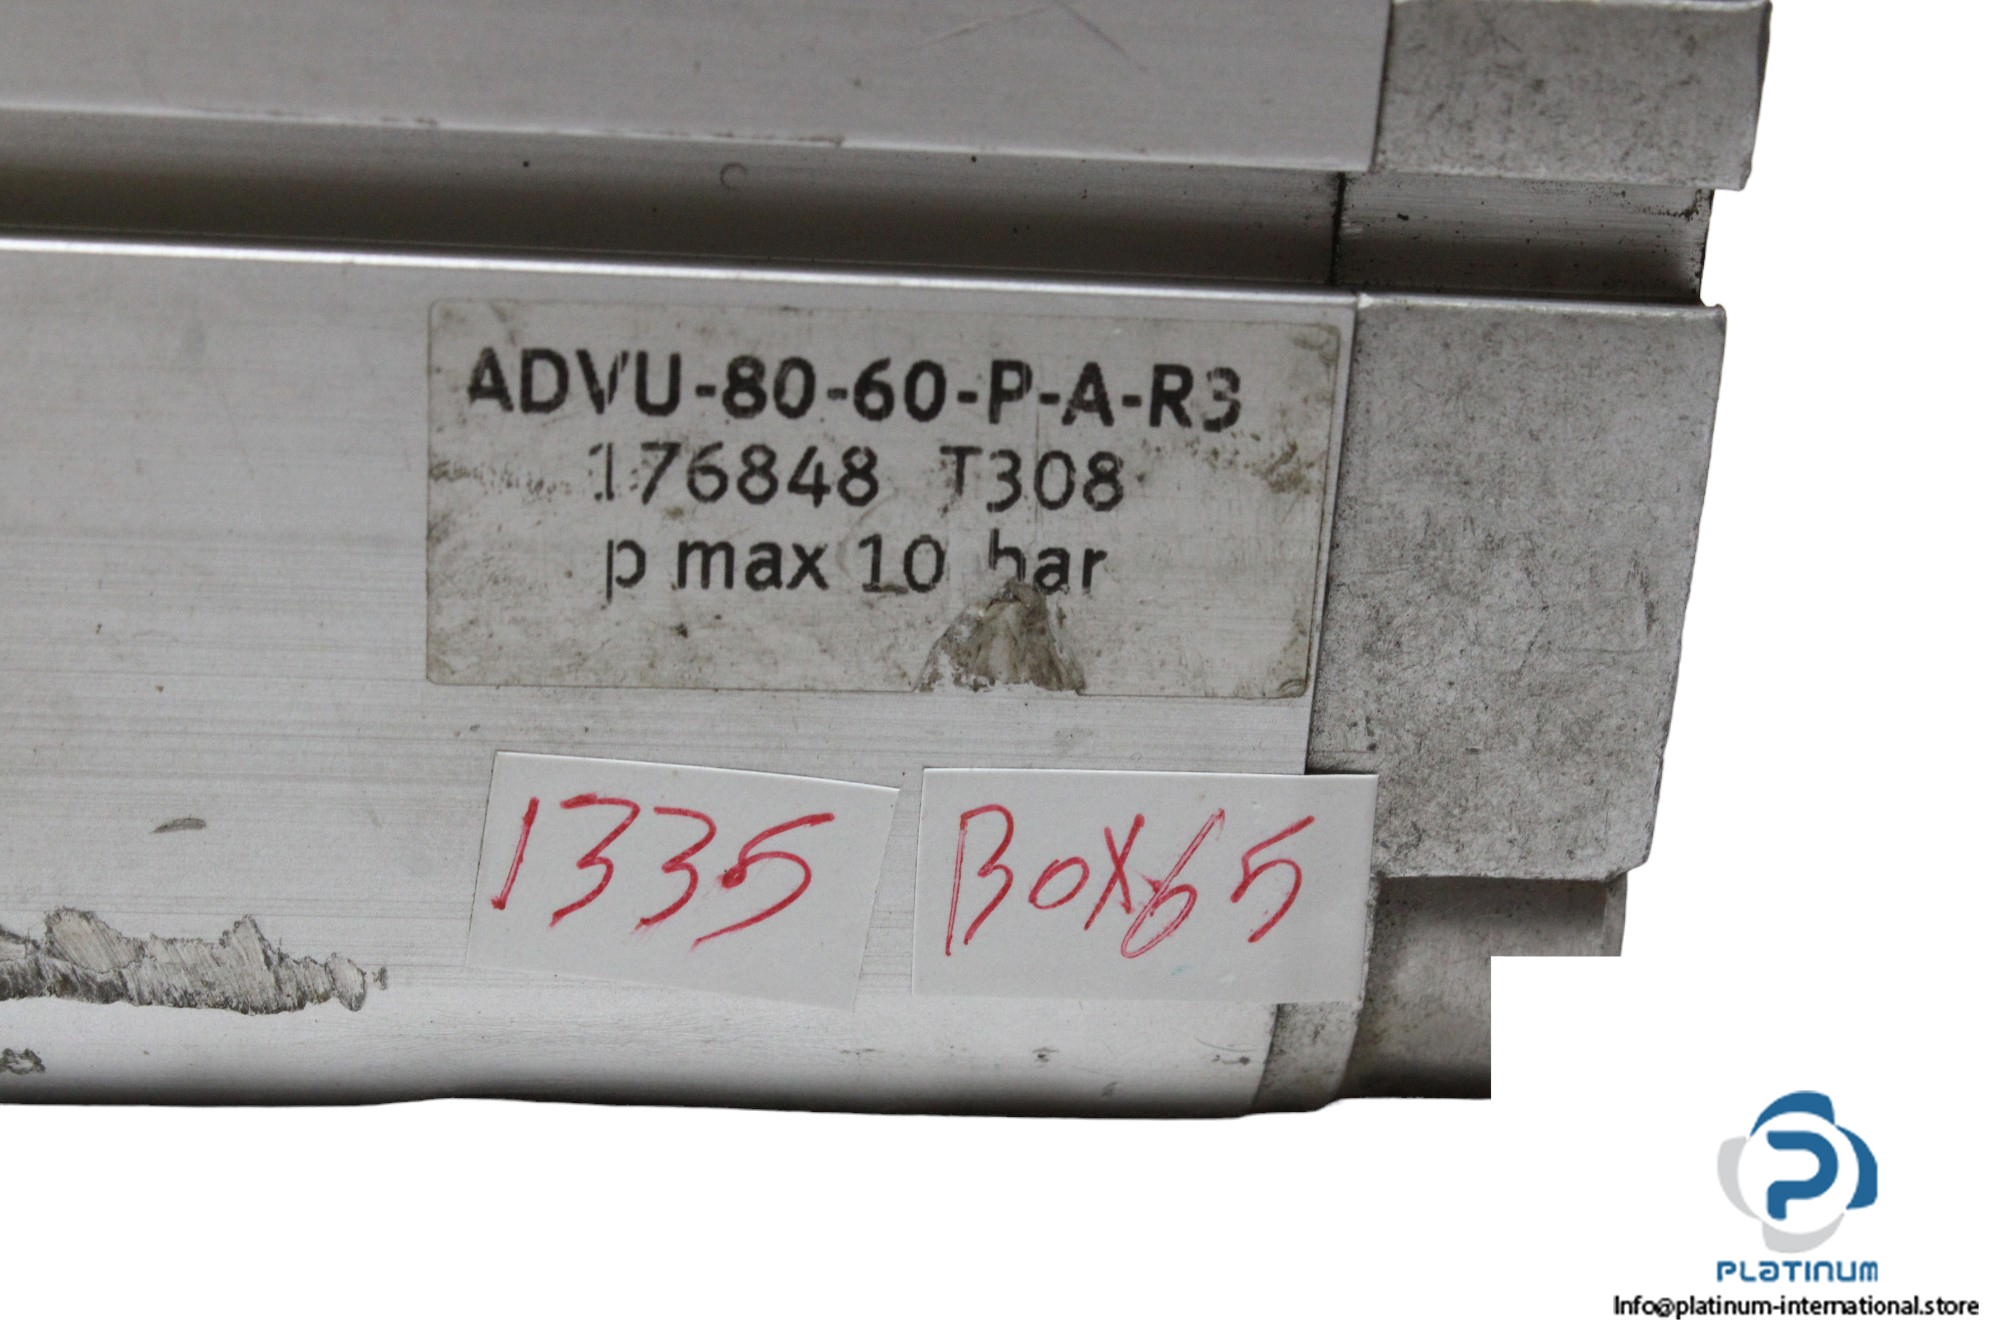 ADVU-80-60-P-A-R3
176848 T308
p max 10 bar
1335 BOX65
PLATINUM
Info@platinum-international.store